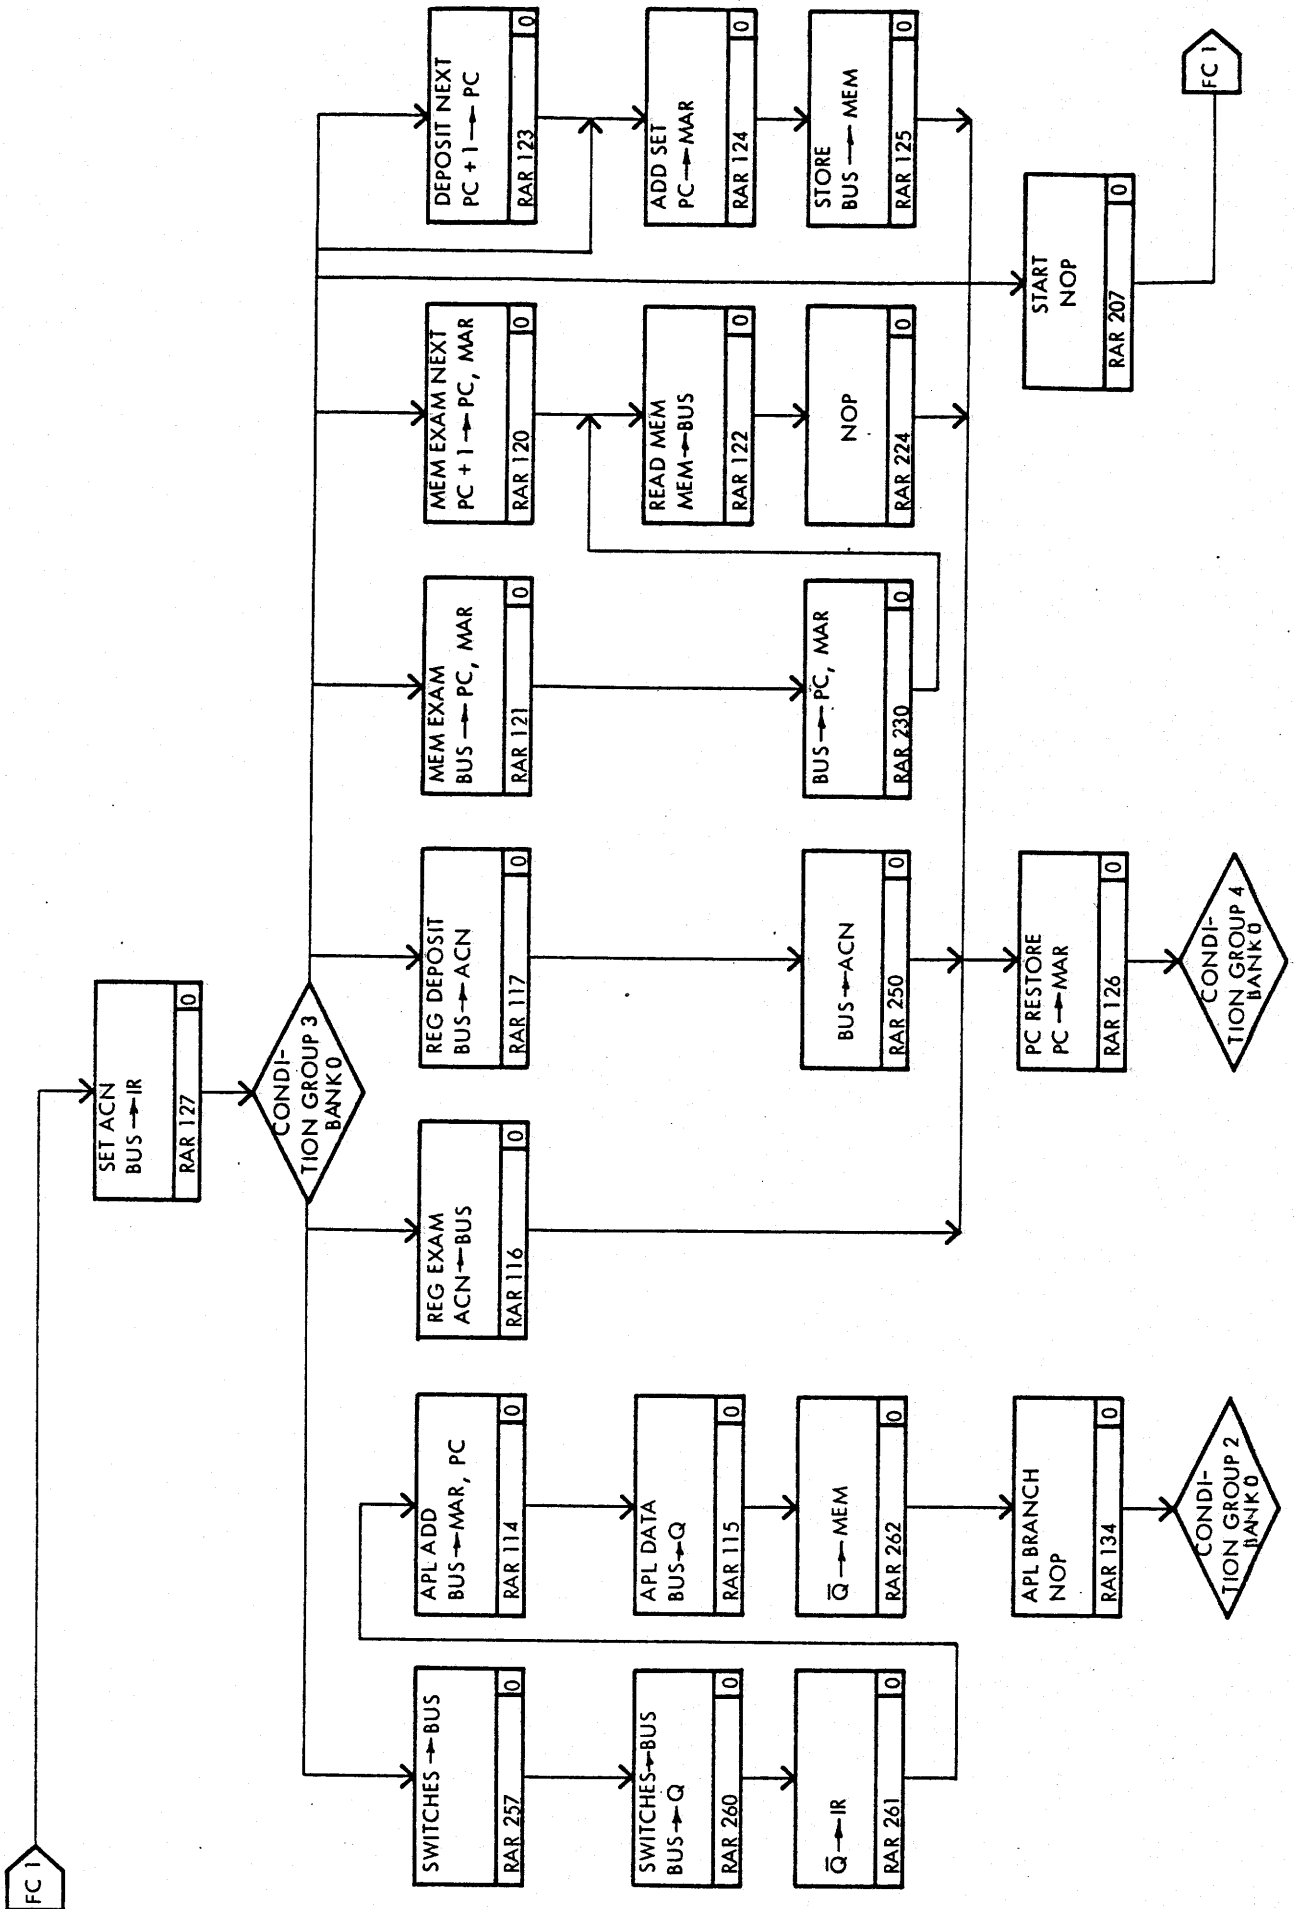 FC 1
SET ACN
BUS → IR
RAR 127
0
CONDI-
TION GROUP 3
BANK 0
SWITCHES → BUS
RAR 257
0
SWITCHES → BUS
BUS → Q
RAR 260
0
Q̅ → IR
RAR 261
0
APL ADD
BUS → MAR, PC
RAR 114
0
APL DATA
BUS → Q
RAR 115
0
Q̅ → MEM
RAR 262
0
APL BRANCH
NOP
RAR 134
0
CONDI-
TION GROUP 2
BANK 0
REG EXAM
ACN → BUS
RAR 116
0
REG DEPOSIT
BUS → ACN
RAR 117
0
BUS → ACN
RAR 250
0
PC RESTORE
PC → MAR
RAR 126
0
CONDI-
TION GROUP 4
BANK 0
MEM EXAM
BUS → PC, MAR
RAR 121
0
BUS → PC, MAR
RAR 230
0
MEM EXAM NEXT
PC + 1 → PC, MAR
RAR 120
0
READ MEM
MEM → BUS
RAR 122
0
NOP
RAR 224
0
DEPOSIT NEXT
PC + 1 → PC
RAR 123
0
ADD SET
PC → MAR
RAR 124
0
STORE
BUS → MEM
RAR 125
0
START
NOP
RAR 207
0
FC 1